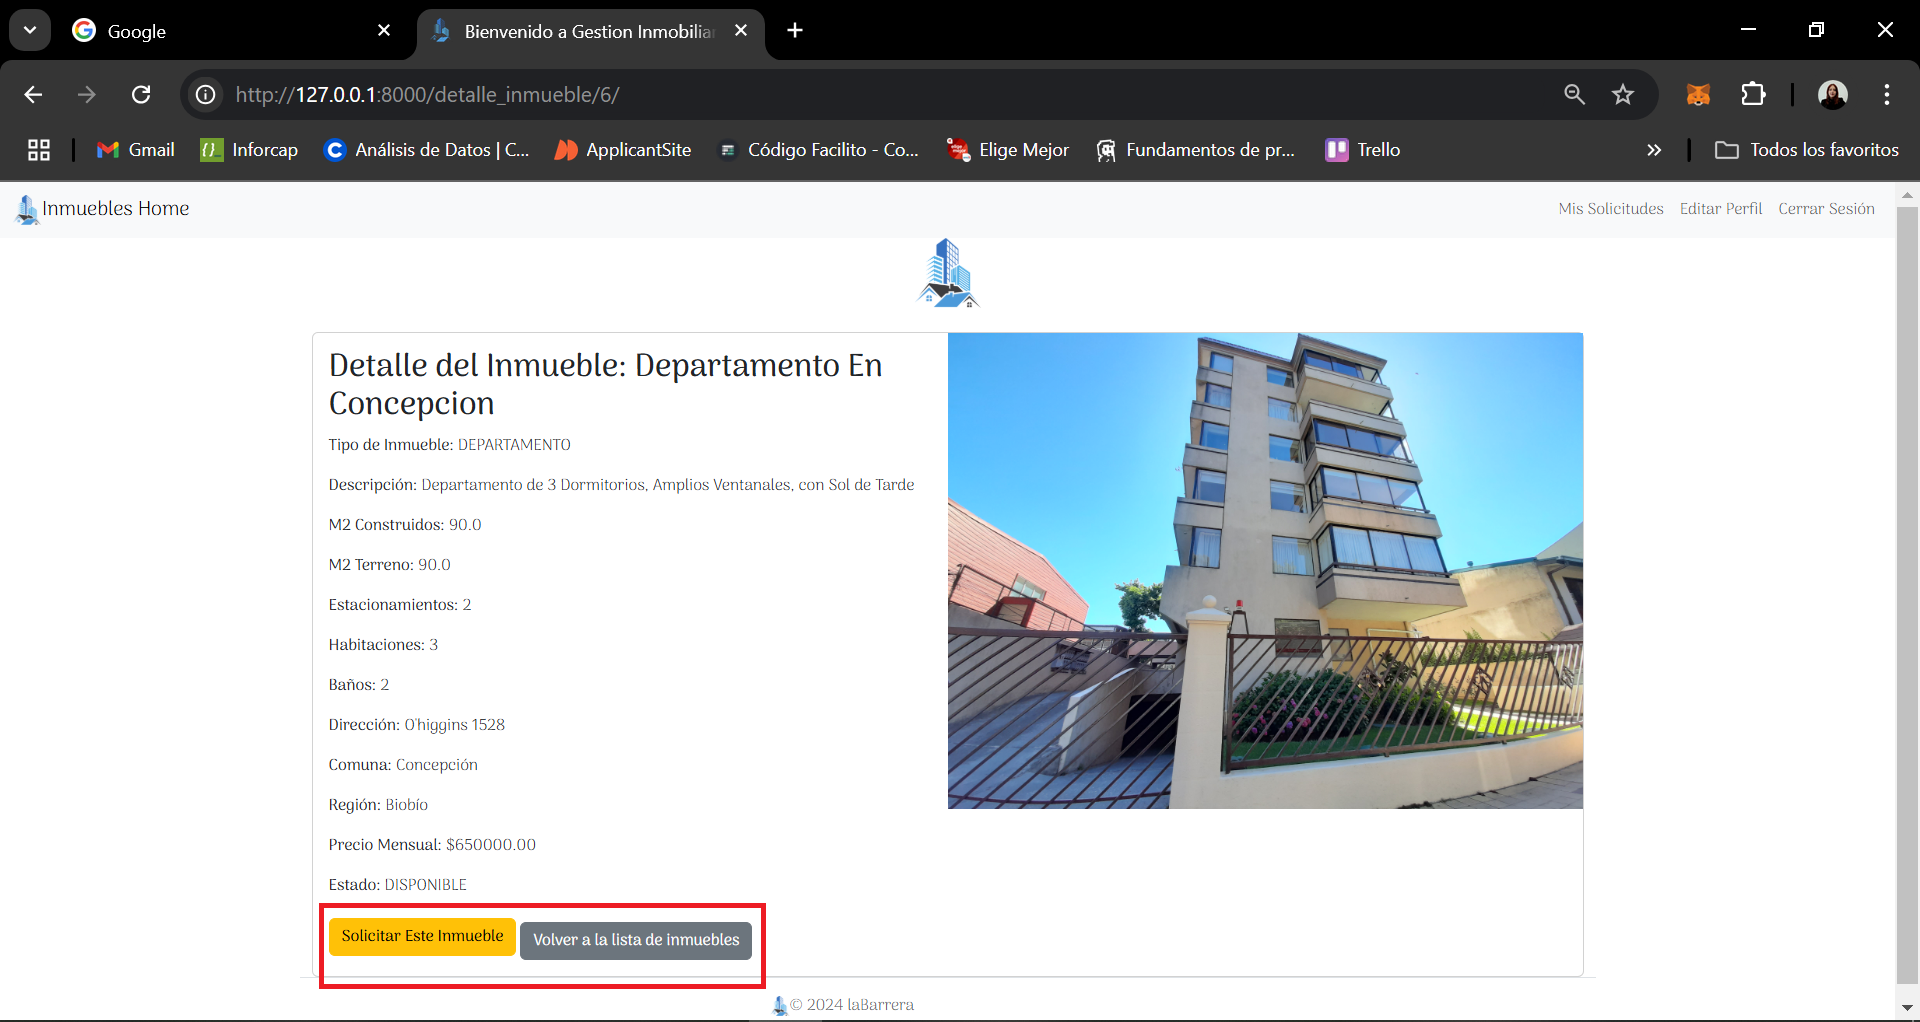 Google
Bienvenido a Gestion Inmobiliar
http://127.0.0.1:8000/detalle_inmueble/6/
Gmail
Inforcap
Análisis de Datos | C...
ApplicantSite
Código Facilito - Co...
Elige Mejor
Fundamentos de pr...
Trello
Todos los favoritos
Inmuebles Home
Mis Solicitudes
Editar Perfil
Cerrar Sesión
Detalle del Inmueble: Departamento En
Concepcion
Tipo de Inmueble: DEPARTAMENTO
Descripción: Departamento de 3 Dormitorios, Amplios Ventanales, con Sol de Tarde
M2 Construidos: 90.0
M2 Terreno: 90.0
Estacionamientos: 2
Habitaciones: 3
Baños: 2
Dirección: O'higgins 1528
Comuna: Concepción
Región: Biobío
Precio Mensual: $650000.00
Estado: DISPONIBLE
Solicitar Este Inmueble
Volver a la lista de inmuebles
© 2024 laBarrera